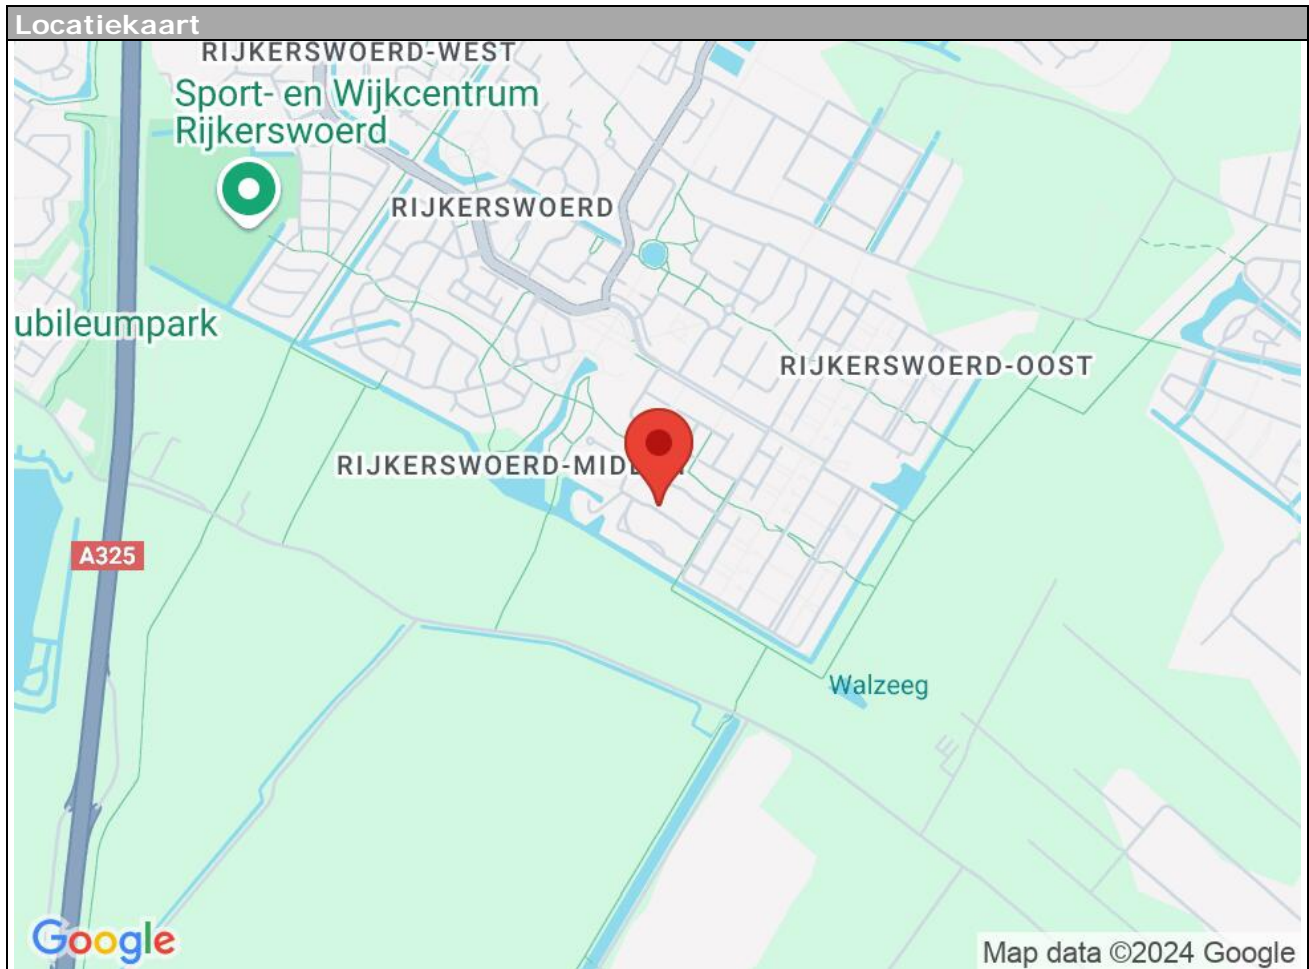 Locatiekaart
RIJKERSWOERD-WEST
Sport- en Wijkcentrum
Rijkerswoerd
RIJKERSWOERD
ubileumpark
RIJKERSWOERD-OOST
A325
Walzeeg
Google
Map data ©2024 Google